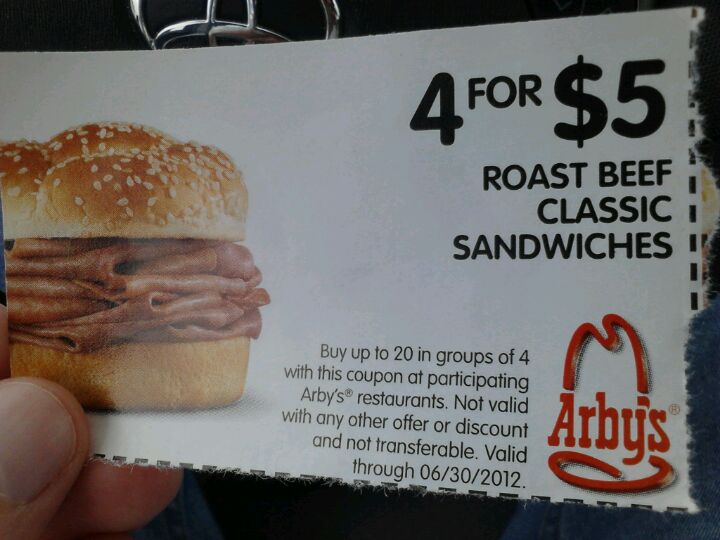 4 FOR $5
ROAST BEEF
CLASSIC
SANDWICHES
Buy up to 20 in groups of 4
with this coupon at participating
Arby's® restaurants. Not valid
with any other offer or discount
and not transferable. Valid
through 06/30/2012.
Arby's®